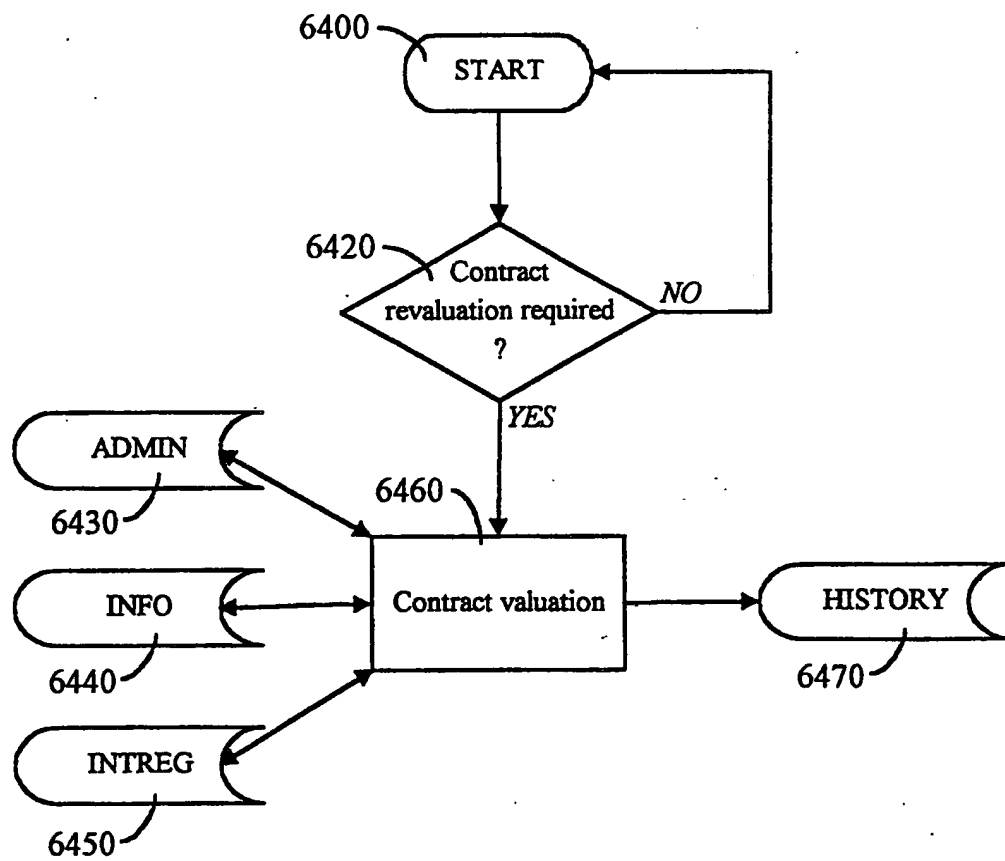 6400
START
6420
Contract
revaluation required
?
NO
YES
ADMIN
6430
6460
INFO
Contract valuation
HISTORY
6440
6470
INTREG
6450